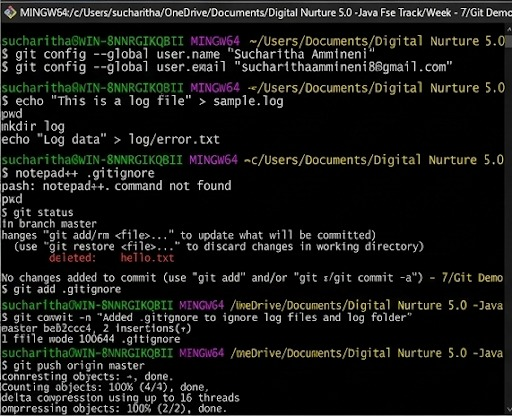 MINGW64:/c/Users/sucharitha/OneDrive/Documents/Digital Nurture 5.0 -Java Fse Track/Week - 7/Git Demo
sucharitha@WIN-8NNRGIKQBII MINGW64 ~/Users/Documents/Digital Nurture 5.0
$ git config --global user.name "Sucharitha Ammineni"
$ git config --global user.email "sucharithaammineni8@gmail.com"
sucharitha@WIN-8NNRGIKQBII MINGW64 ~/Users/Documents/Digital Nurture 5.0
$ echo "This is a log file" > sample.log
pwd
mkdir log
echo "Log data" > log/error.txt
sucharitha@WIN-8NNRGIKQBII MINGW64 ~c/Users/Documents/Digital Nurture 5.0
$ notepad++ .gitignore
pash: notepad++. command not found
pwd
$ git status
in branch master
hanges "git add/rm <file>..." to update what will be committed)
(use "git restore <file>..." to discard changes in working directory)
deleted: hello.txt
No changes added to commit (use "git add" and/or "git commit -a") - 7/Git Demo
$ git add .gitignore
sucharitha@WIN-8NNRGIKQBII MINGW64 Drive/Documents/Digital Nurture 5.0 -Java
$ git commit -n "Added .gitignore to ignore log files and log folder"
master 2 insertions(+)
1 ffile mode 100644 .gitignore
sucharitha@WIN-8NNRGIKQBII MINGW64 /meDrive/Documents/Digital Nurture 5.0 -Java
$ git push origin master
connresting objects: done.
Counting objects: 100% (4/4), done.
delta compression using up to 16 threads
omprressing objects: 100% (2/2), done.